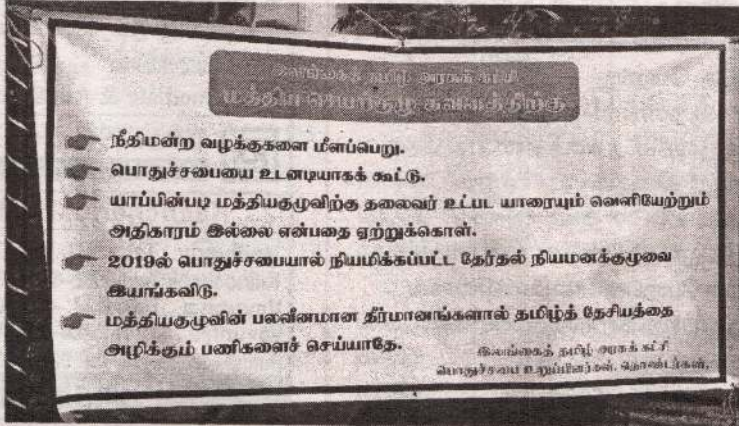 இலங்கைத் தமிழ் அரசுக் கட்சி
மத்திய செயற்குழு கவனத்திற்கு
நீதிமன்ற வழக்குகளை மீளப்பெறு.
பொதுச்சபையை உடனடியாகக் கூட்டு.
யாப்பின்படி மத்தியகுழுவிற்கு தலைவர் உட்பட யாரையும் வெளியேற்றும்
அதிகாரம் இல்லை என்பதை ஏற்றுக்கொள்.
2019ல் பொதுச்சபையால் நியமிக்கப்பட்ட தேர்தல் நியமனக்குழுவை
இயங்கவிடு.
மத்தியகுழுவின் பலவீனமான தீர்மானங்களால் தமிழ்த் தேசியத்தை
அழிக்கும் பணிகளைச் செய்யாதே.
இலங்கைத் தமிழ் அரசுக் கட்சி
பொதுச்சபை உறுப்பினர்கள், தொண்டர்கள்.